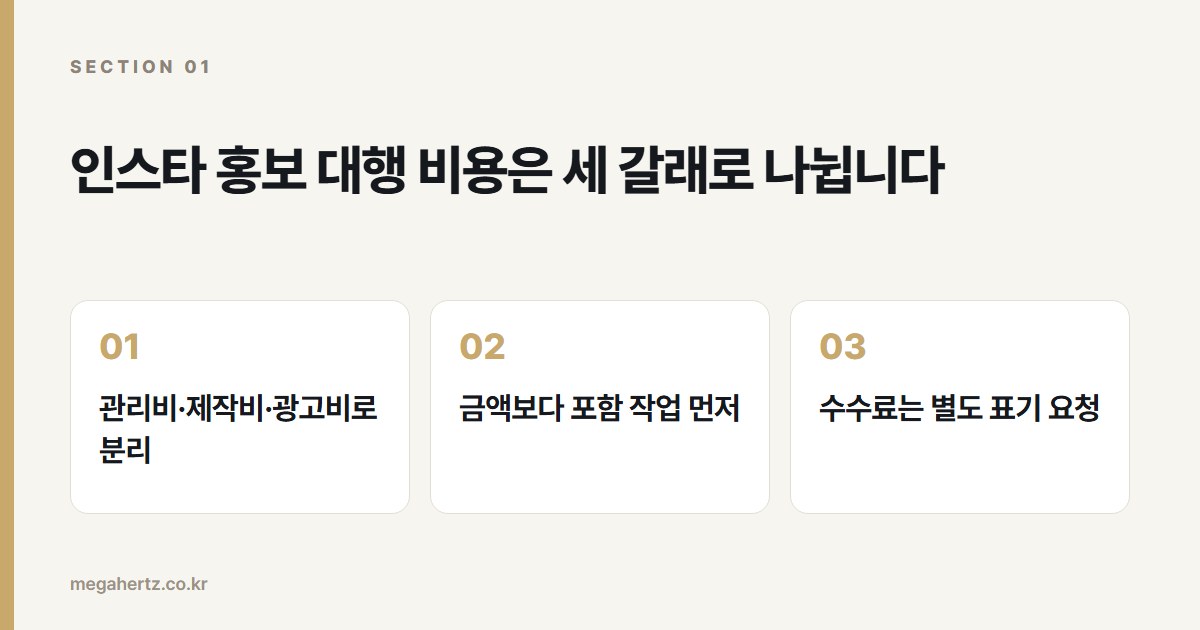 SECTION 01
인스타 홍보 대행 비용은 세 갈래로 나뉩니다
01
관리비·제작비·광고비로
분리
02
금액보다 포함 작업 먼저
03
수수료는 별도 표기 요청
megahertz.co.kr